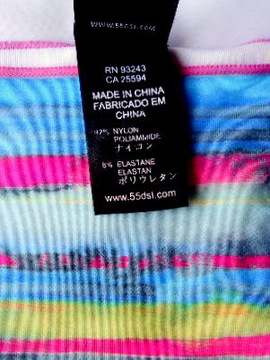 www.55dsl.com
RN 93243
CA 25594
MADE IN CHINA
FABRICADO EM
CHINA
92% NYLON
POLIAMMIDE
ナイロン
8% ELASTANE
ELASTAN
ポリウレタン
www.55dsl.com